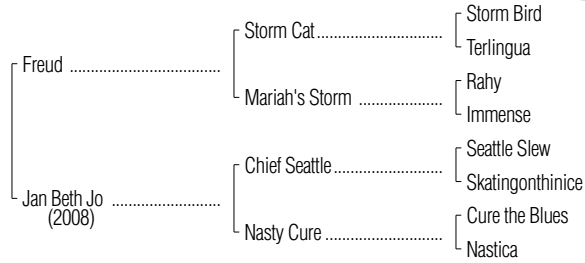 Storm Bird
Storm Cat..........................................
Terlingua
Freud ..................................................
Rahy
Mariah's Storm ............................
Immense
Seattle Slew
Chief Seattle....................................
Skatingonthinice
Jan Beth Jo ....................................
(2008)
Cure the Blues
Nasty Cure .......................................
Nastica